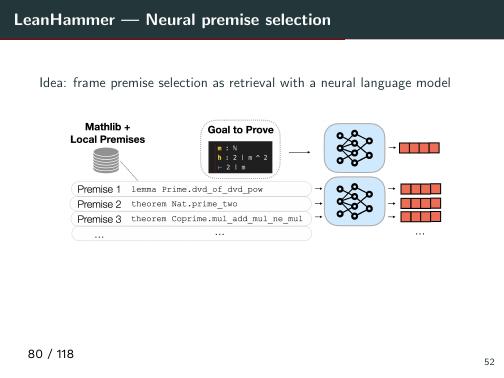 LeanHammer — Neural premise selection
Idea: frame premise selection as retrieval with a neural language model
Mathlib +
Local Premises
Goal to Prove
m : ℕ
h : 2 ∣ m ^ 2
⊢ 2 ∣ m
Premise 1 lemma Prime.dvd_of_dvd_pow
Premise 2 theorem Nat.prime_two
Premise 3 theorem Coprime.mul_add_mul_ne_mul
... ... ...
80 / 118
52